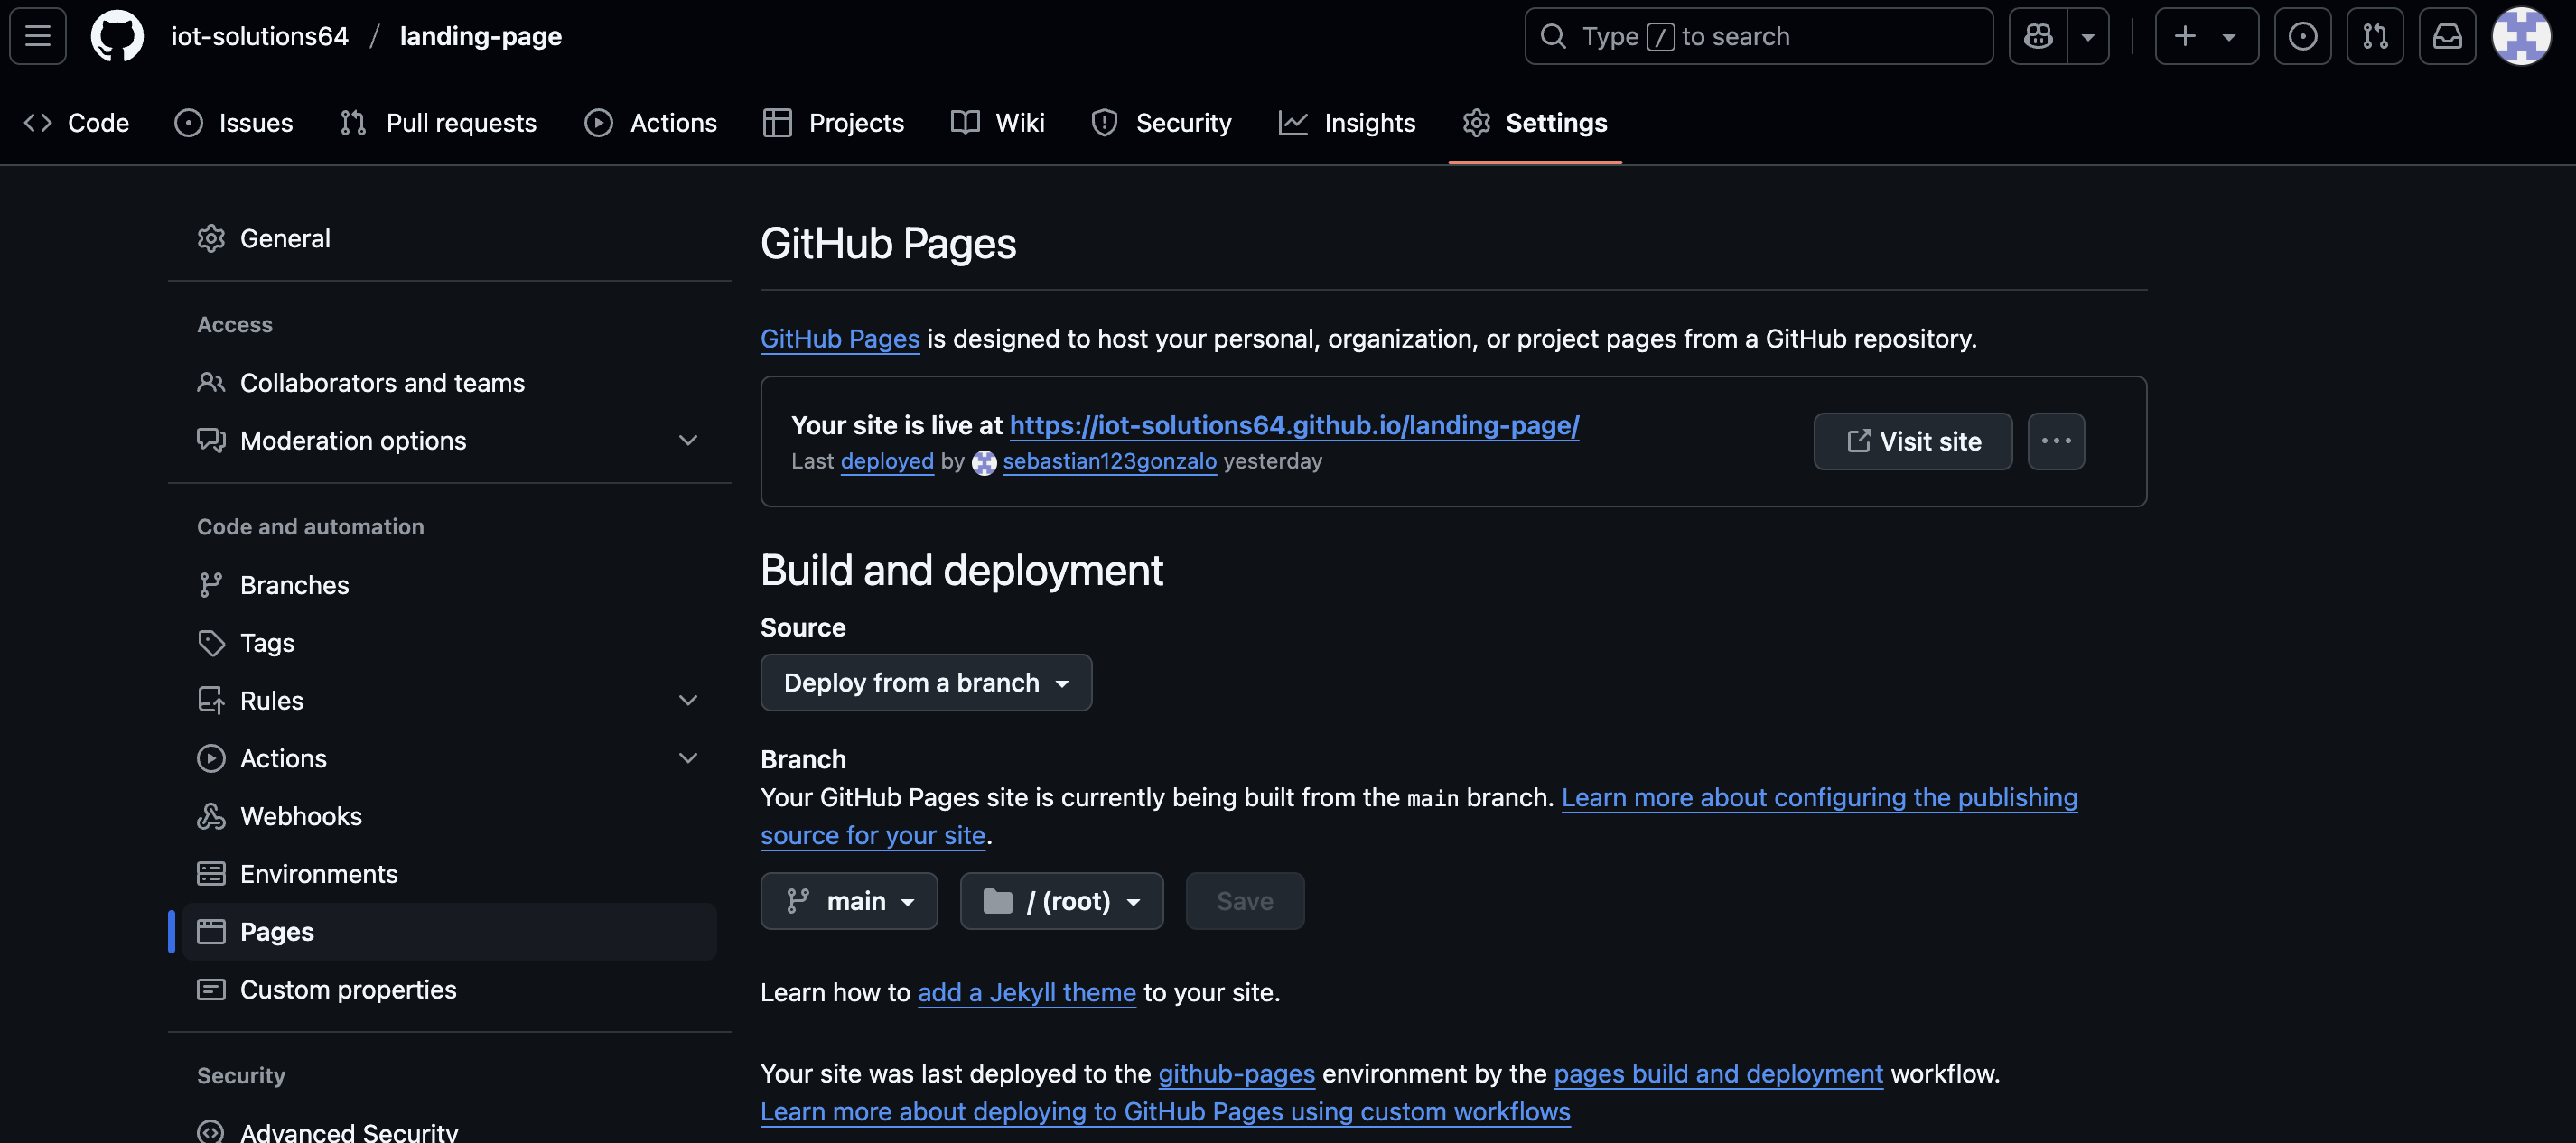 iot-solutions64 / landing-page
Type / to search
Code
Issues
Pull requests
Actions
Projects
Wiki
Security
Insights
Settings
General
Access
Collaborators and teams
Moderation options
Code and automation
Branches
Tags
Rules
Actions
Webhooks
Environments
Pages
Custom properties
Security
Advanced Security
GitHub Pages
GitHub Pages is designed to host your personal, organization, or project pages from a GitHub repository.
Your site is live at https://iot-solutions64.github.io/landing-page/
Last deployed by sebastian123gonzalo yesterday
Visit site
Build and deployment
Source
Deploy from a branch
Branch
Your GitHub Pages site is currently being built from the main branch. Learn more about configuring the publishing
source for your site.
main
/ (root)
Save
Learn how to add a Jekyll theme to your site.
Your site was last deployed to the github-pages environment by the pages build and deployment workflow.
Learn more about deploying to GitHub Pages using custom workflows